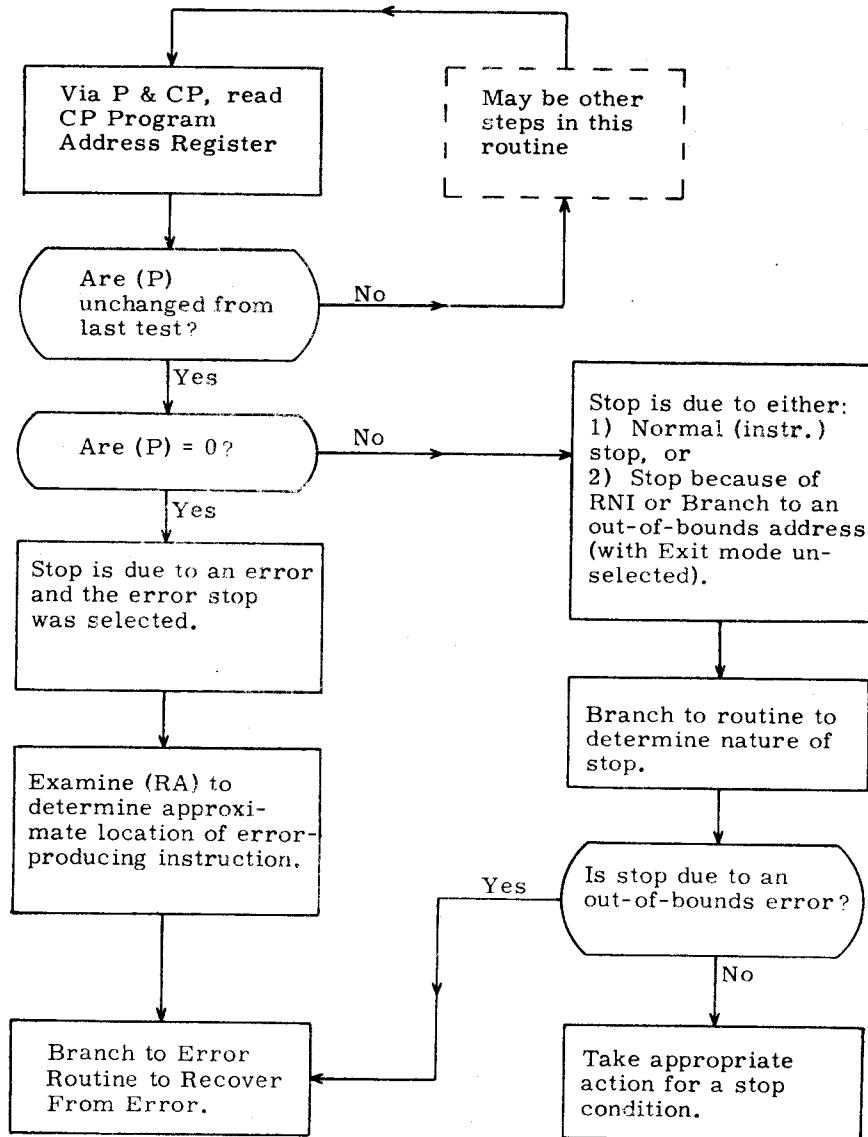 Via P & CP, read
CP Program
Address Register
May be other
steps in this
routine
Are (P)
unchanged from
last test?
No
Yes
Are (P) = 0?
No
Yes
Stop is due to either:
1) Normal (instr.)
stop, or
2) Stop because of
RNI or Branch to an
out-of-bounds address
(with Exit mode un-
selected).
Stop is due to an error
and the error stop
was selected.
Branch to routine to
determine nature of
stop.
Examine (RA) to
determine approxi-
mate location of error-
producing instruction.
Is stop due to an
out-of-bounds error?
Yes
No
Branch to Error
Routine to Recover
From Error.
Take appropriate
action for a stop
condition.